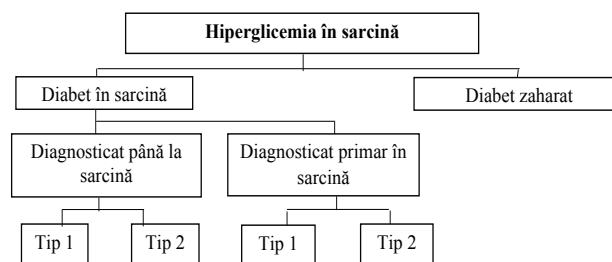 Hiperglicemia în sarcină
Diabet în sarcină
Diabet zaharat
Diagnosticat până la
sarcină
Diagnosticat primar în
sarcină
Tip 1
Tip 2
Tip 1
Tip 2